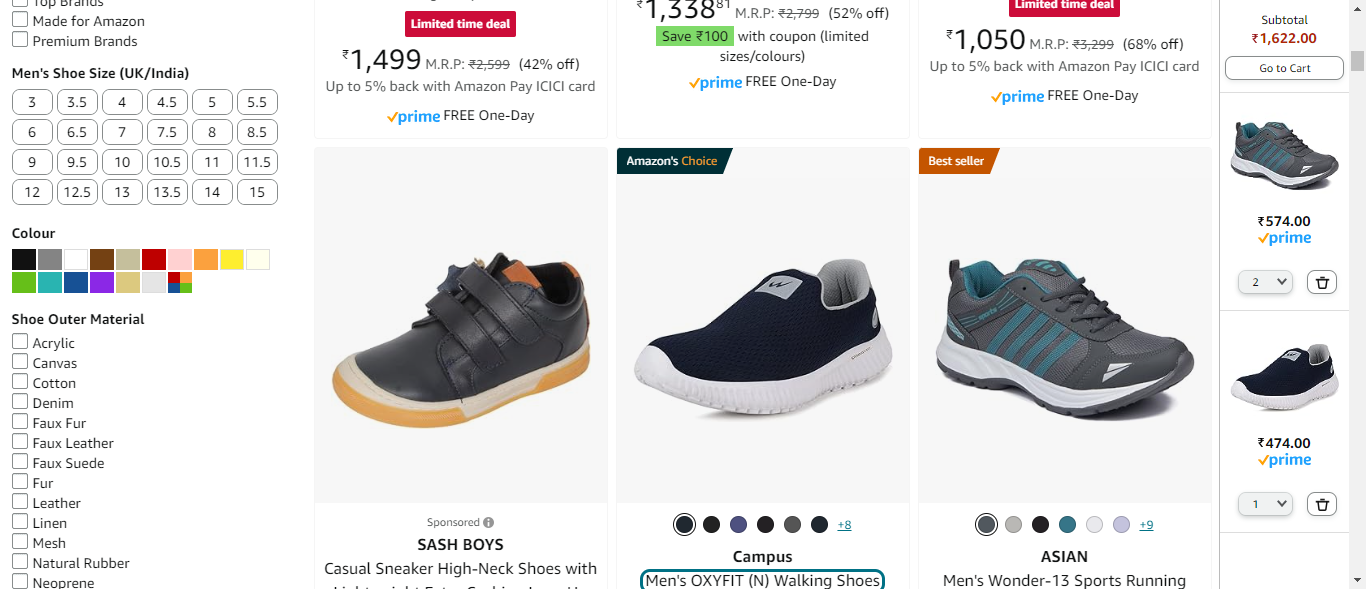 Top Brands
Made for Amazon
Premium Brands
Men's Shoe Size (UK/India)
3 3.5 4 4.5 5 5.5
6 6.5 7 7.5 8 8.5
9 9.5 10 10.5 11 11.5
12 12.5 13 13.5 14 15
Colour
Shoe Outer Material
Acrylic
Canvas
Cotton
Denim
Faux Fur
Faux Leather
Faux Suede
Fur
Leather
Linen
Mesh
Natural Rubber
Neoprene
Limited time deal
₹1,499 M.R.P: ₹2,599 (42% off)
Up to 5% back with Amazon Pay ICICI card
prime FREE One-Day
₹1,338⁸¹ M.R.P: ₹2,799 (52% off)
Save ₹100 with coupon (limited
sizes/colours)
prime FREE One-Day
Limited time deal
₹1,050 M.R.P: ₹3,299 (68% off)
Up to 5% back with Amazon Pay ICICI card
prime FREE One-Day
Sponsored
SASH BOYS
Casual Sneaker High-Neck Shoes with
Amazon's Choice
+8
Campus
Men's OXYFIT (N) Walking Shoes
Best seller
sports
+9
ASIAN
Men's Wonder-13 Sports Running
Subtotal
₹1,622.00
Go to Cart
₹574.00
prime
2
₹474.00
prime
1